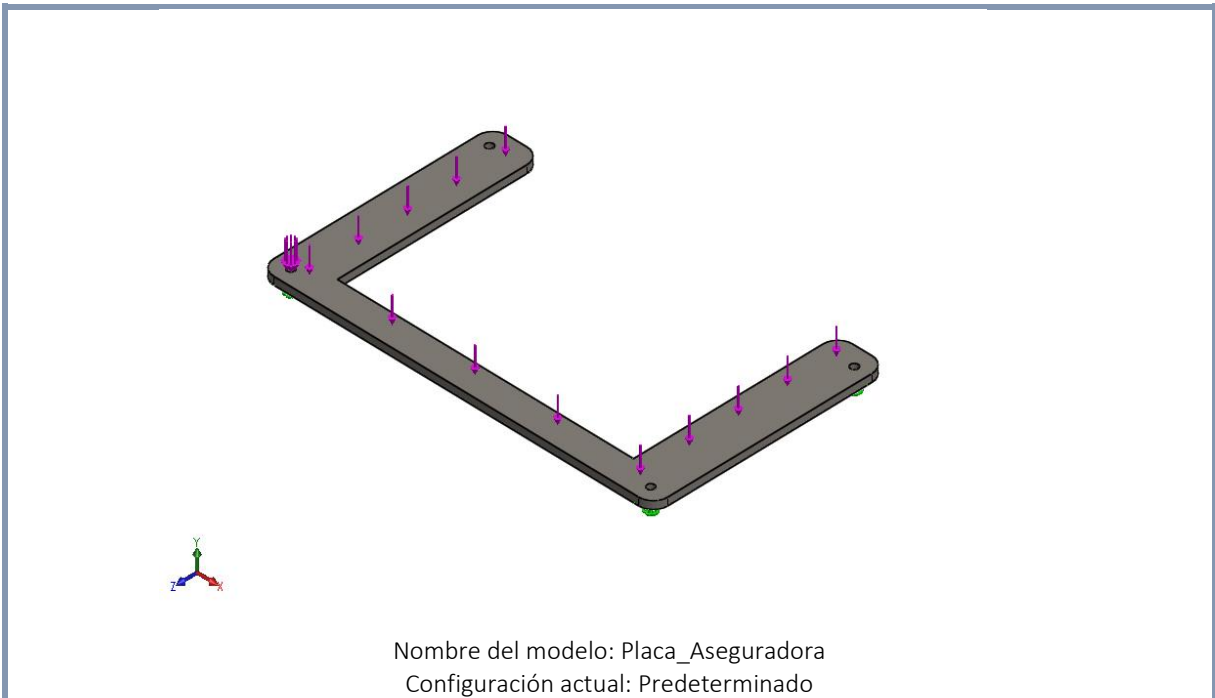 Y
Z
X
Nombre del modelo: Placa_Aseguradora
Configuración actual: Predeterminado